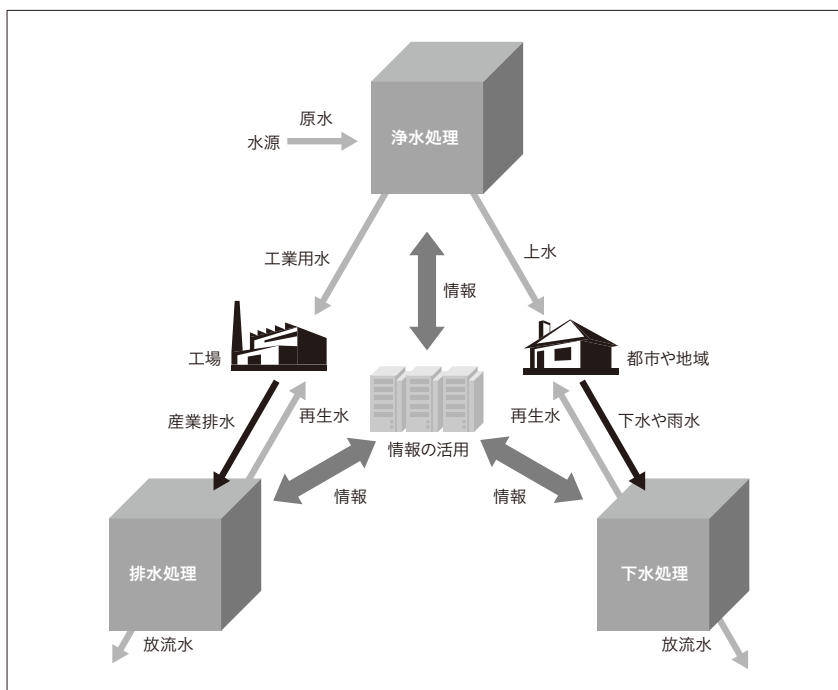 原水
水源
浄水処理
工業用水
上水
情報
工場
都市や地域
産業排水
再生水
再生水
下水や雨水
情報の活用
情報
情報
排水処理
下水処理
放流水
放流水